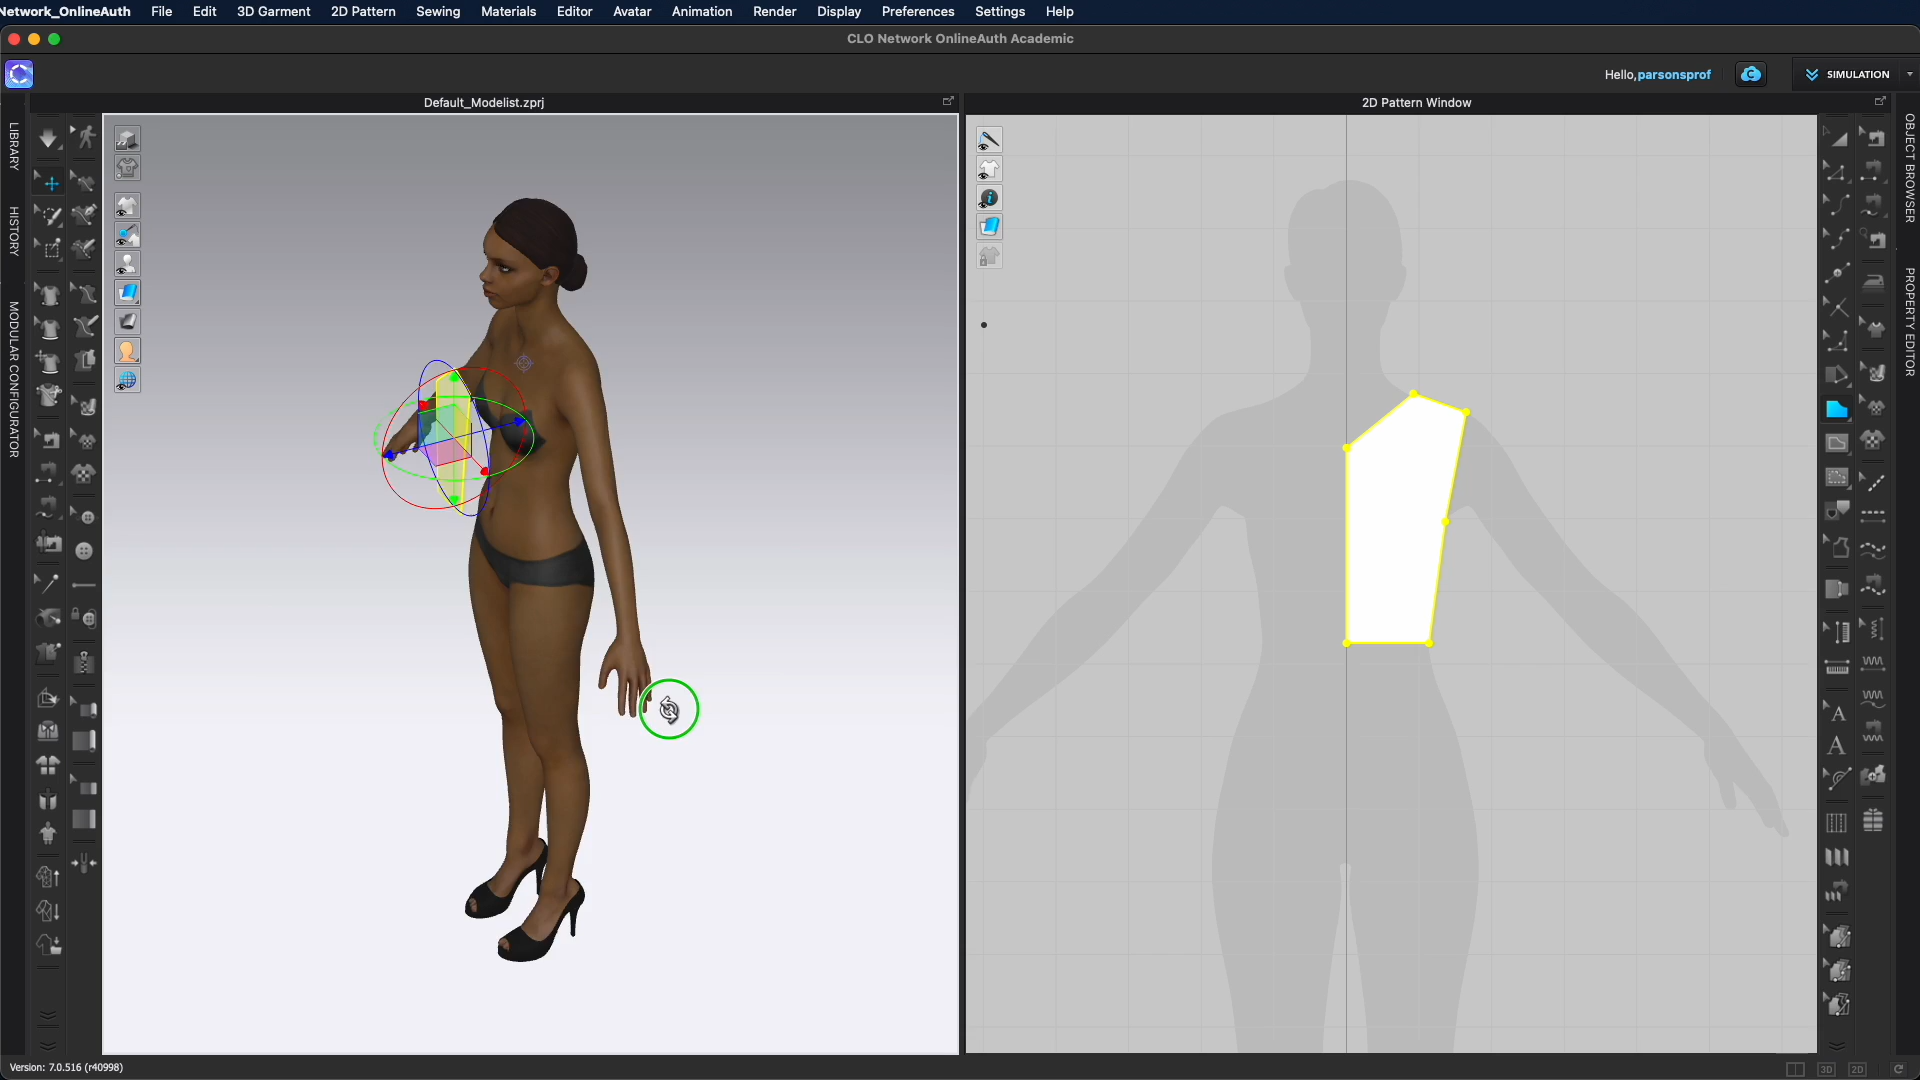 Network_OnlineAuth File Edit 3D Garment 2D Pattern Sewing Materials Editor Avatar Animation Render Display Preferences Settings Help
CLO Network OnlineAuth Academic
Hello,parsonsprof
SIMULATION
Default_Modelist.zprj
2D Pattern Window
LIBRARY
HISTORY
MODULAR CONFIGURATOR
OBJECT BROWSER
PROPERTY EDITOR
A
A
Version: 7.0.516 (r40998)
3D
2D